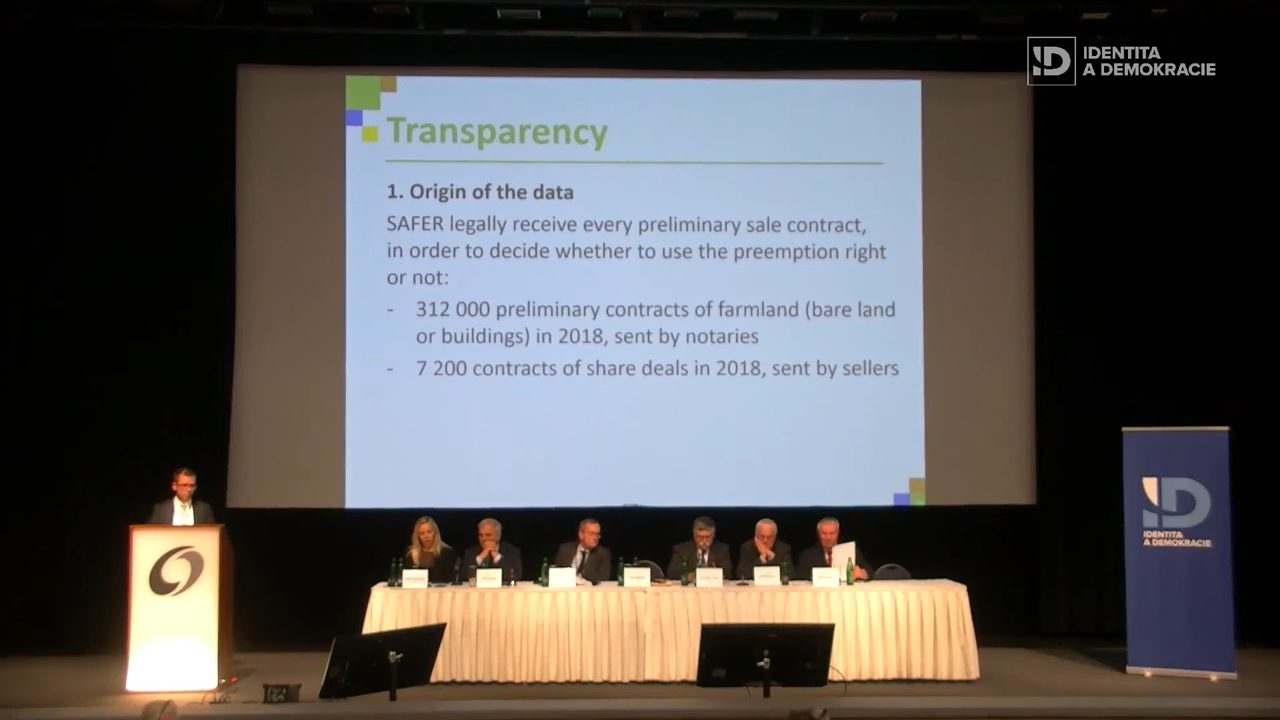 IDENTITA
A DEMOKRACIE
Transparency
1. Origin of the data
SAFER legally receive every preliminary sale contract,
in order to decide whether to use the preemption right
or not:
- 312 000 preliminary contracts of farmland (bare land
or buildings) in 2018, sent by notaries
- 7 200 contracts of share deals in 2018, sent by sellers
ID
IDENTITA
A DEMOKRACIE